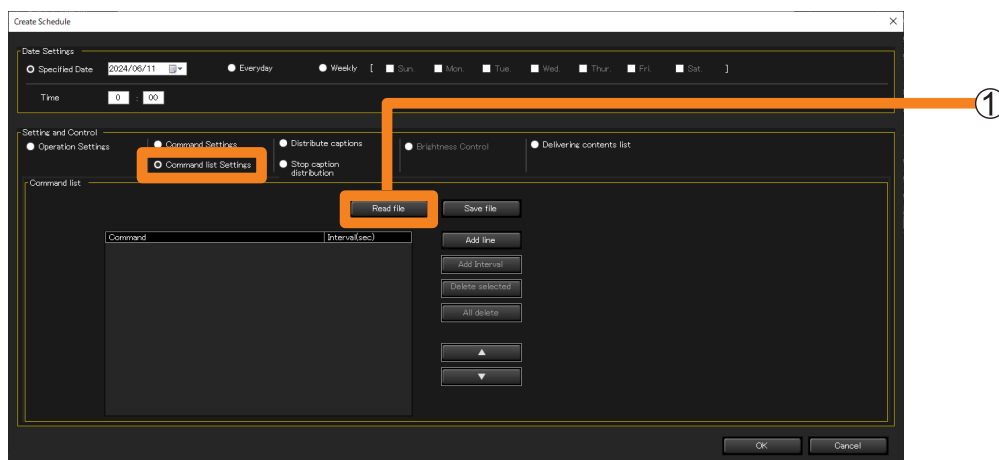 Create Schedule
Date Settings
Specified Date 2024/06/11 Everyday Weekly [ Sun. Mon. Tue. Wed. Thur. Fri. Sat. ]
Time 0 : 00
①
Setting and Control
Operation Settings Command Settings Distribute captions Brightness Control Delivering contents list
Command list Settings Stop caption distribution
Command list
Read file Save file
Command Interval(sec)
Add line
Add Interval
Delete selected
All delete
▲
▼
OK Cancel